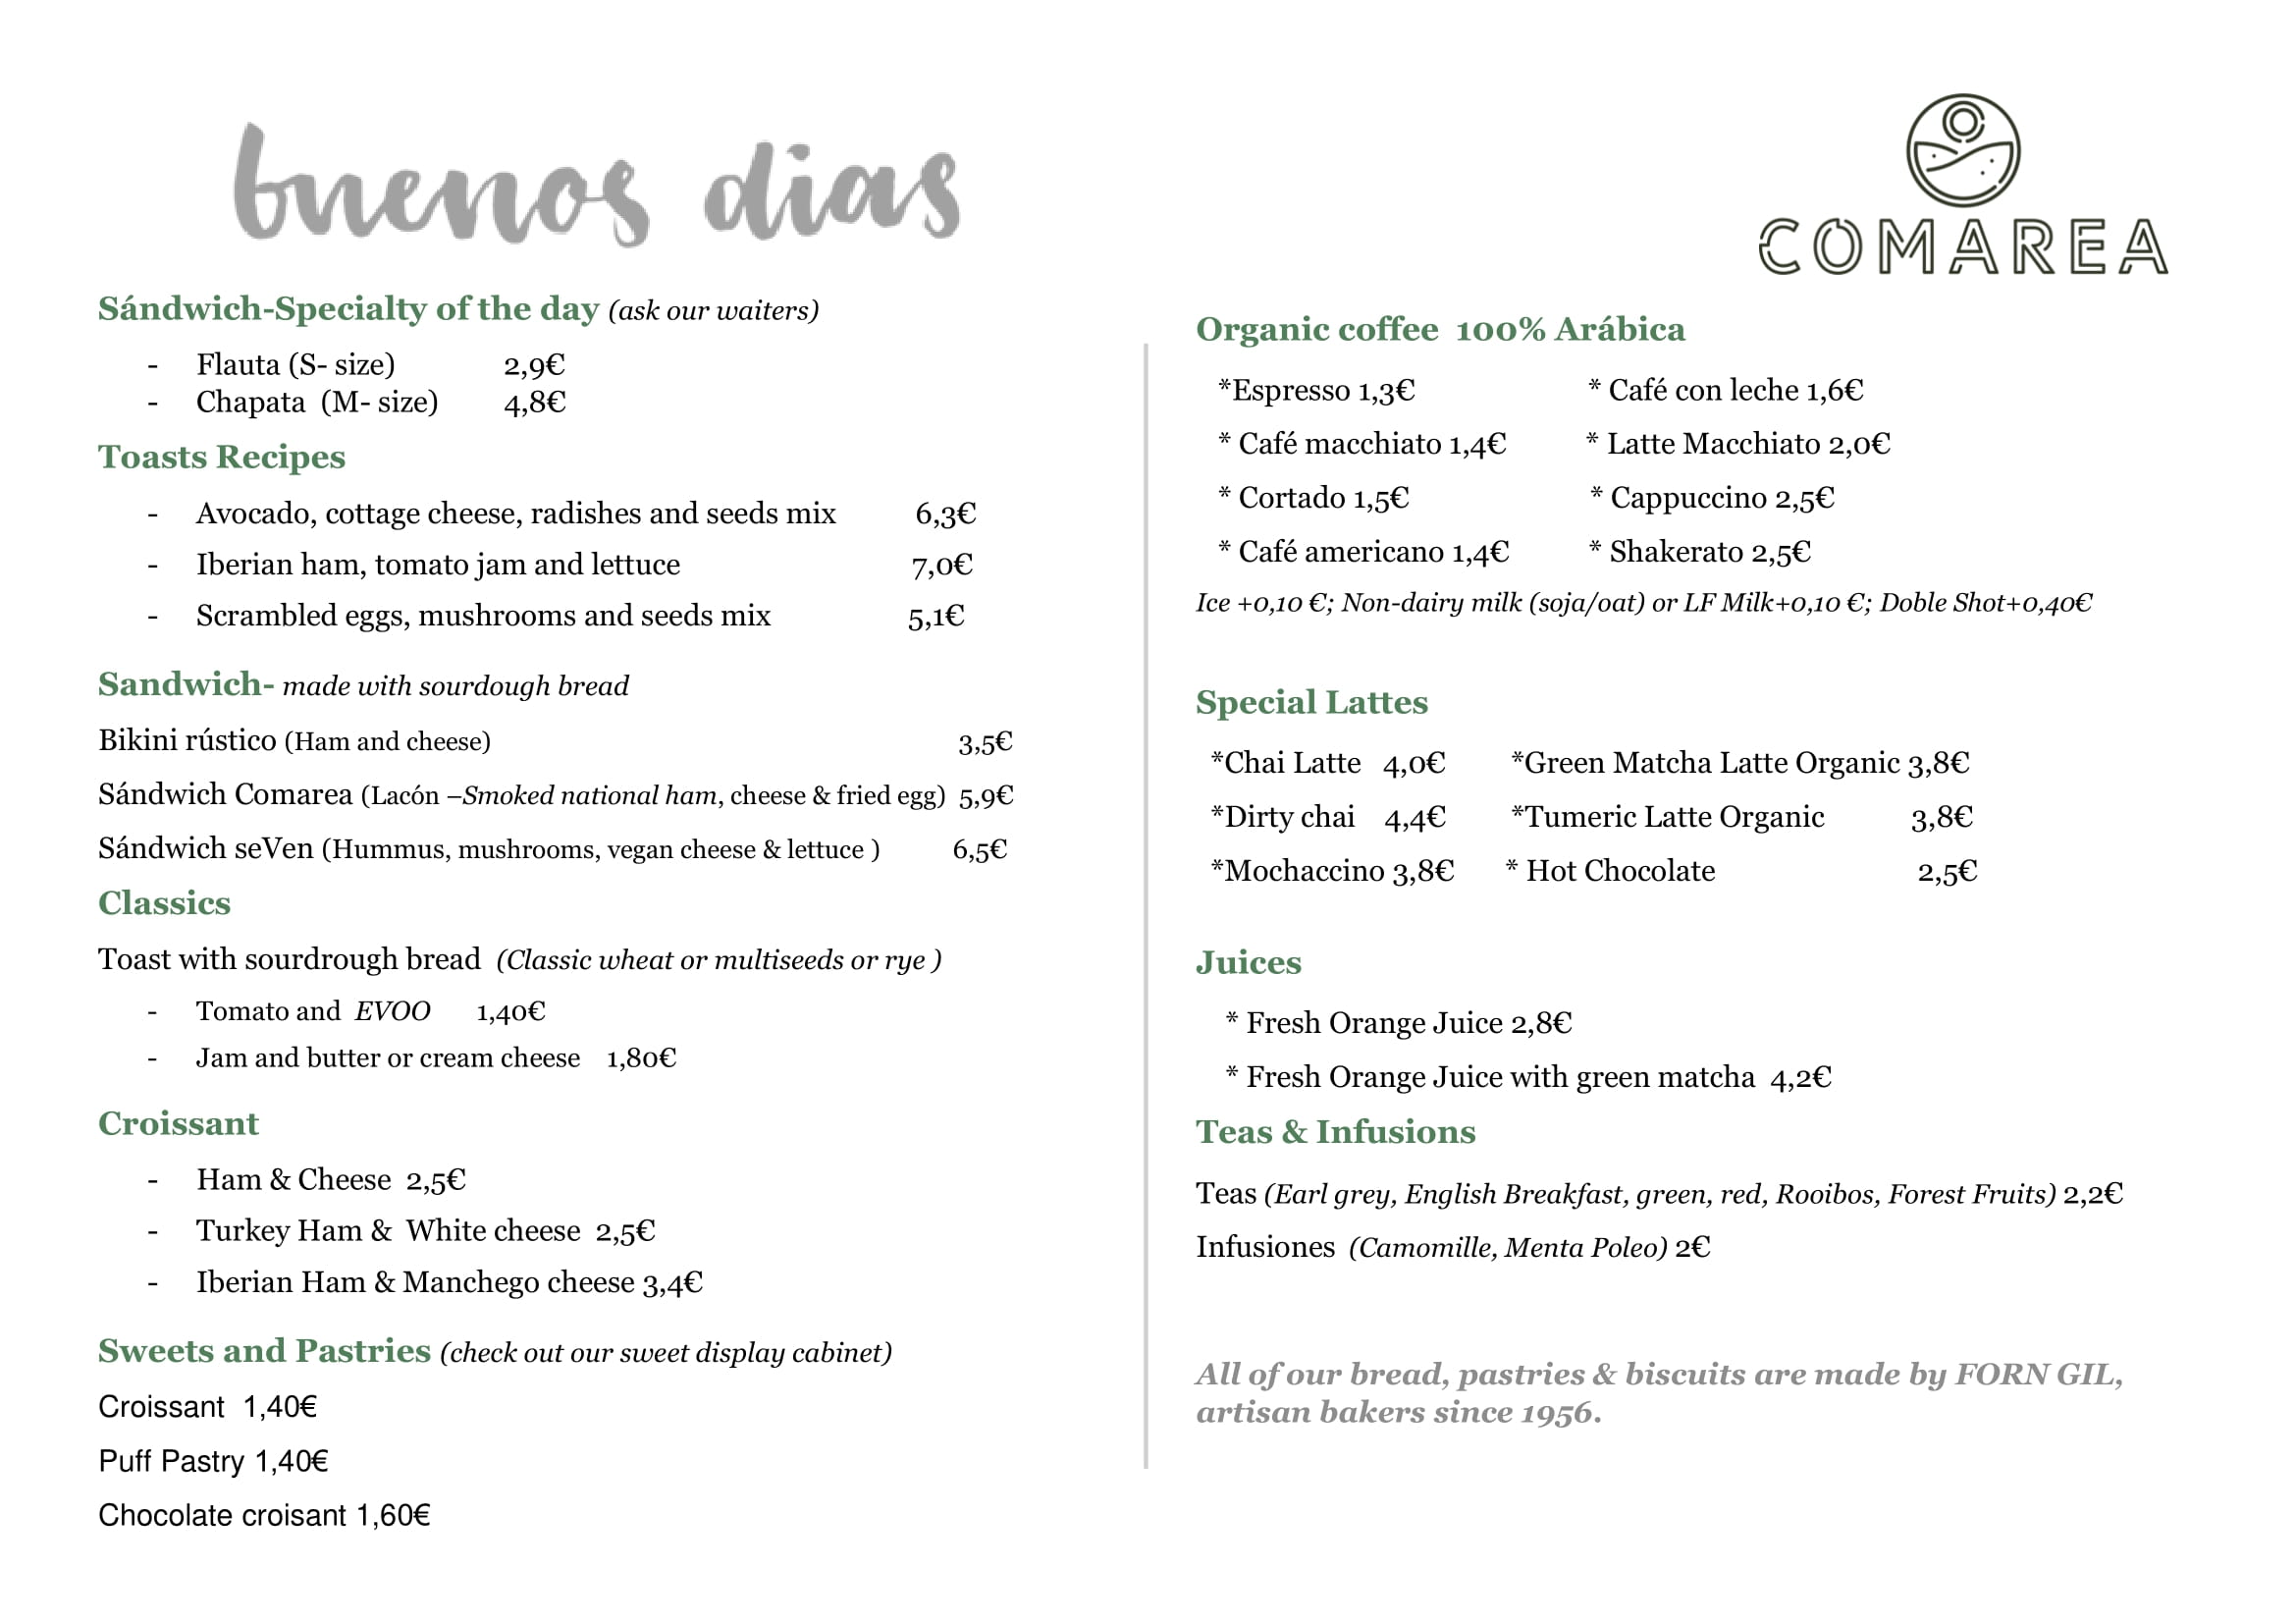 buenos dias
Sándwich-Specialty of the day (ask our waiters)
- Flauta (S- size) 2,9€
- Chapata (M- size) 4,8€
Toasts Recipes
- Avocado, cottage cheese, radishes and seeds mix 6,3€
- Iberian ham, tomato jam and lettuce 7,0€
- Scrambled eggs, mushrooms and seeds mix 5,1€
Sandwich- made with sourdough bread
Bikini rústico (Ham and cheese) 3,5€
Sándwich Comarea (Lacón –Smoked national ham, cheese & fried egg) 5,9€
Sándwich seVen (Hummus, mushrooms, vegan cheese & lettuce ) 6,5€
Classics
Toast with sourdrough bread (Classic wheat or multiseeds or rye )
- Tomato and EVOO 1,40€
- Jam and butter or cream cheese 1,80€
Croissant
- Ham & Cheese 2,5€
- Turkey Ham & White cheese 2,5€
- Iberian Ham & Manchego cheese 3,4€
Sweets and Pastries (check out our sweet display cabinet)
Croissant 1,40€
Puff Pastry 1,40€
Chocolate croisant 1,60€
COMAREA
Organic coffee 100% Arábica
*Espresso 1,3€ * Café con leche 1,6€
* Café macchiato 1,4€ * Latte Macchiato 2,0€
* Cortado 1,5€ * Cappuccino 2,5€
* Café americano 1,4€ * Shakerato 2,5€
Ice +0,10 €; Non-dairy milk (soja/oat) or LF Milk+0,10 €; Doble Shot+0,40€
Special Lattes
*Chai Latte 4,0€ *Green Matcha Latte Organic 3,8€
*Dirty chai 4,4€ *Tumeric Latte Organic 3,8€
*Mochaccino 3,8€ * Hot Chocolate 2,5€
Juices
* Fresh Orange Juice 2,8€
* Fresh Orange Juice with green matcha 4,2€
Teas & Infusions
Teas (Earl grey, English Breakfast, green, red, Rooibos, Forest Fruits) 2,2€
Infusiones (Camomille, Menta Poleo) 2€
All of our bread, pastries & biscuits are made by FORN GIL,
artisan bakers since 1956.